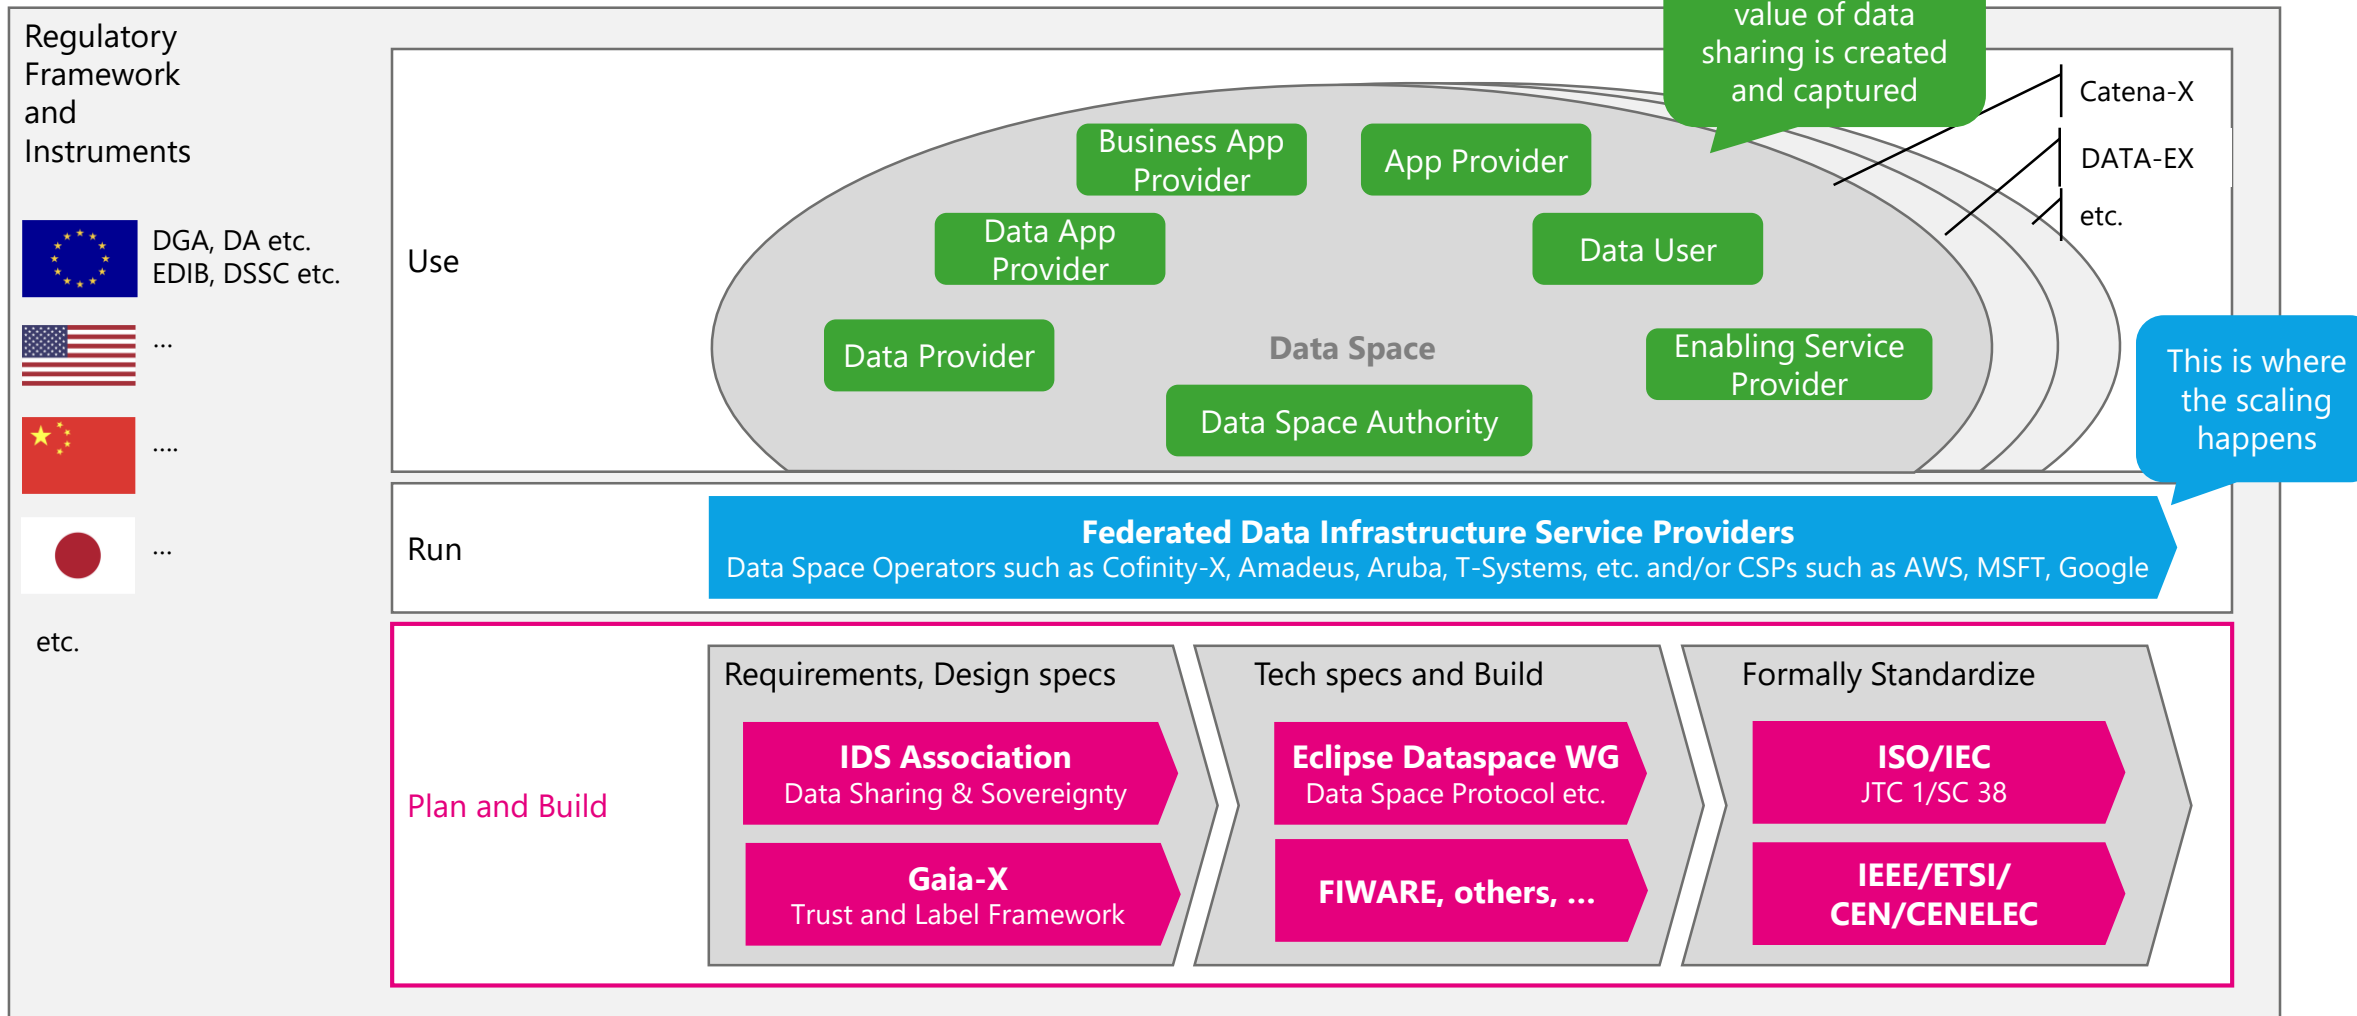 Regulatory
Framework
and
Instruments
DGA, DA etc.
EDIB, DSSC etc.
...
....
...
etc.
Use
value of data
sharing is created
and captured
Catena-X
DATA-EX
etc.
Business App
Provider
App Provider
Data App
Provider
Data User
Data Provider
Data Space
Enabling Service
Provider
Data Space Authority
This is where
the scaling
happens
Run
Federated Data Infrastructure Service Providers
Data Space Operators such as Cofinity-X, Amadeus, Aruba, T-Systems, etc. and/or CSPs such as AWS, MSFT, Google
Plan and Build
Requirements, Design specs
IDS Association
Data Sharing & Sovereignty
Gaia-X
Trust and Label Framework
Tech specs and Build
Eclipse Dataspace WG
Data Space Protocol etc.
FIWARE, others, ...
Formally Standardize
ISO/IEC
JTC 1/SC 38
IEEE/ETSI/
CEN/CENELEC